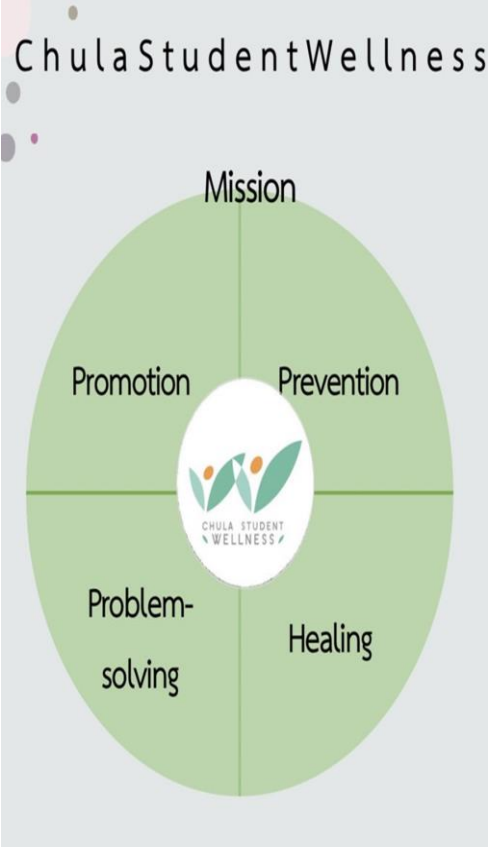 ChulaStudentWellness
Mission
Promotion
Prevention
CHULA STUDENT
WELLNESS
Problem-
solving
Healing